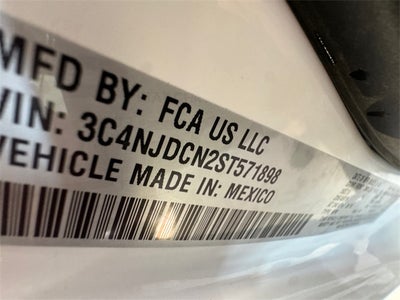 MFD BY: FCA US LLC
VIN: 3C4NJDCN2ST571898
VEHICLE MADE IN: MEXICO